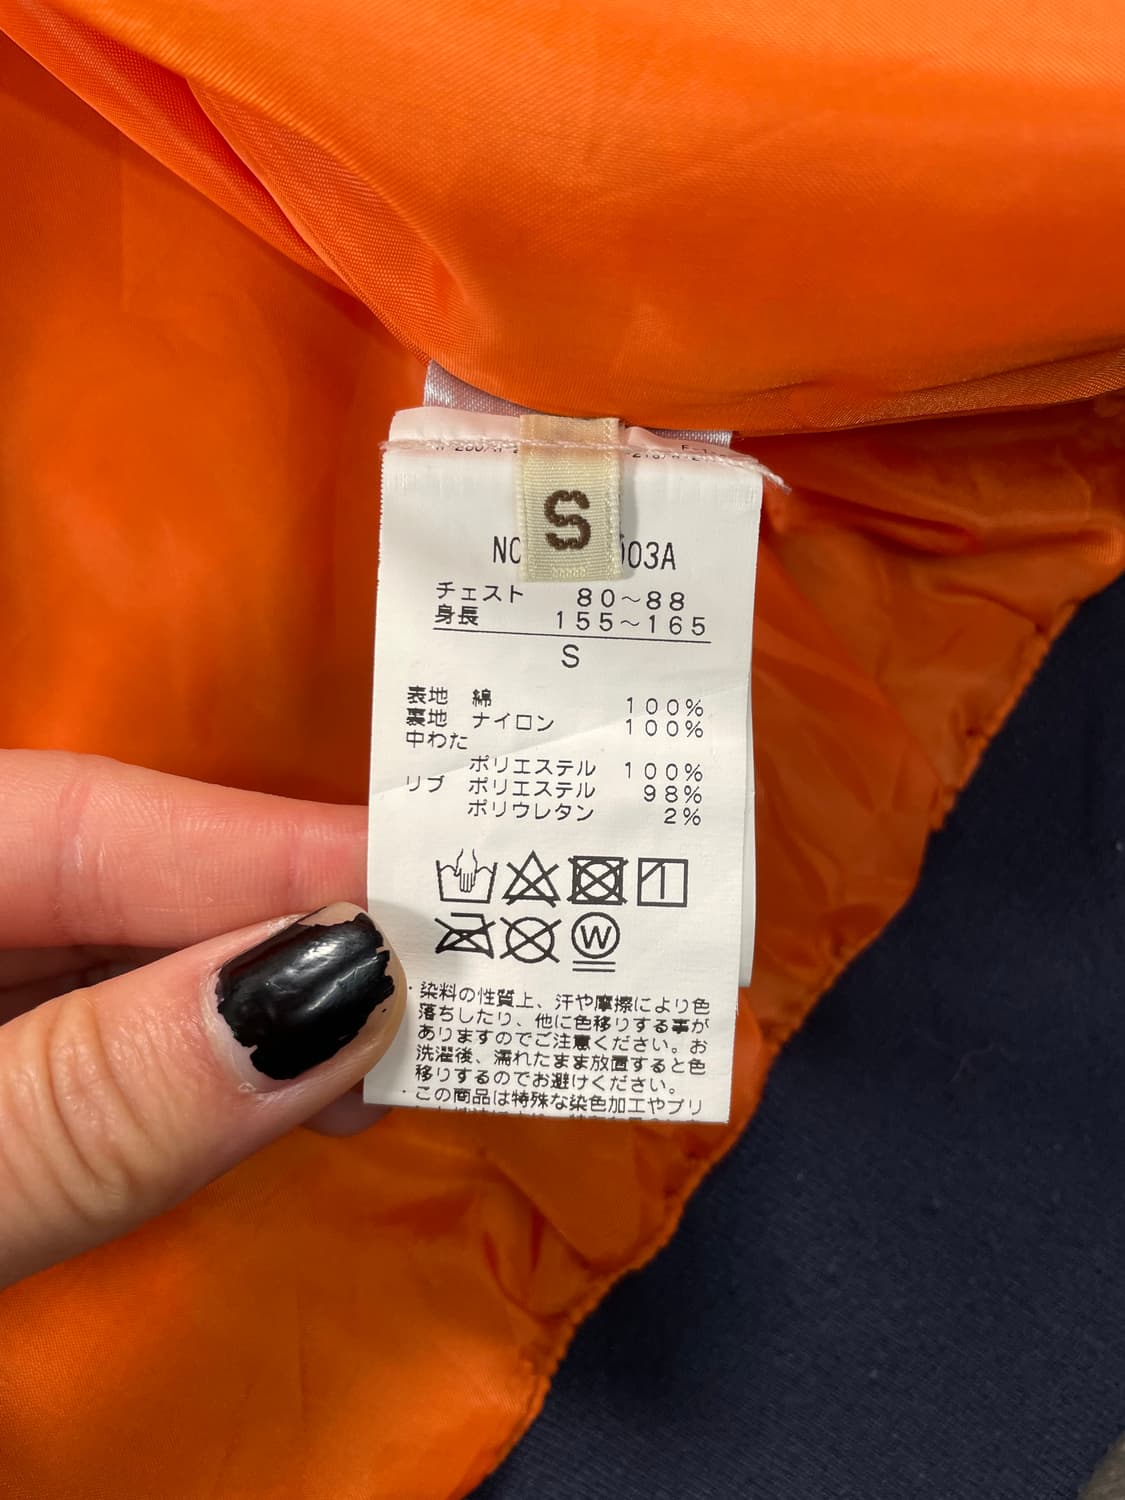 S
NO 003A
チェスト 80～88
身長 155～165
S
表地 綿 100%
裏地 ナイロン 100%
中わた
ポリエステル 100%
リブ ポリエステル 98%
ポリウレタン 2%
W
・染料の性質上、汗や摩擦により色
落ちしたり、他に色移りする事が
ありますのでご注意ください。お
洗濯後、濡れたまま放置すると色
移りするのでお避けください。
・この商品は特殊な染色加工やプリ